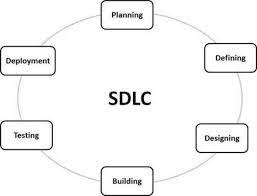 Planning
Defining
Designing
Building
Testing
Deployment
SDLC